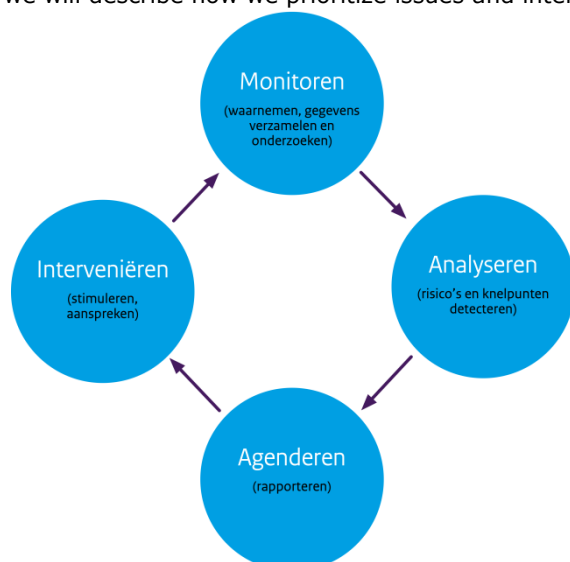 we will describe how we prioritize issues and inter
Monitoren
(waarnemen, gegevens
verzamelen en
onderzoeken)
Interveniëren
(stimuleren,
aanspreken)
Analyseren
(risico's en knelpunten
detecteren)
Agenderen
(rapporteren)